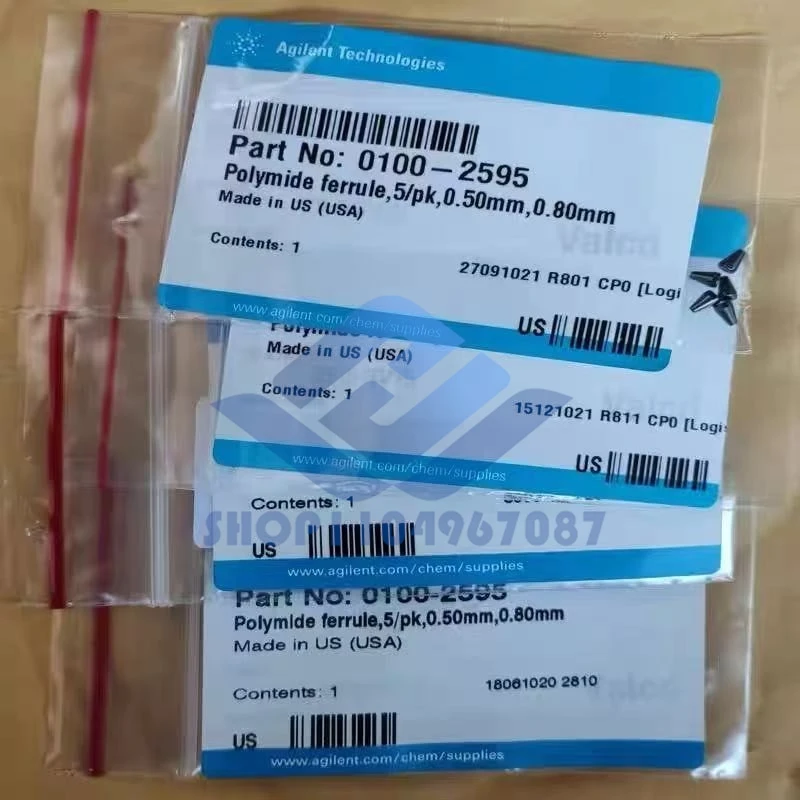 Agilent Technologies
Part No: 0100-2595
Polymide ferrule,5/pk,0.50mm,0.80mm
Made in US (USA)
Valco
Contents: 1
27091021 R801 CP0 [Logi
US
www.agilent.com/chem/supplies
Made in US (USA)
Contents: 1
Valco
15121021 R811 CP0 [Logis
US
www.agilent.com/chem/supplies
Contents: 1
SHOP1104967087
US
www.agilent.com/chem/supplies
Part No: 0100-2595
Polymide ferrule,5/pk,0.50mm,0.80mm
Made in US (USA)
Contents: 1
18061020 2810
Valco
US
www.agilent.com/chem/supplies